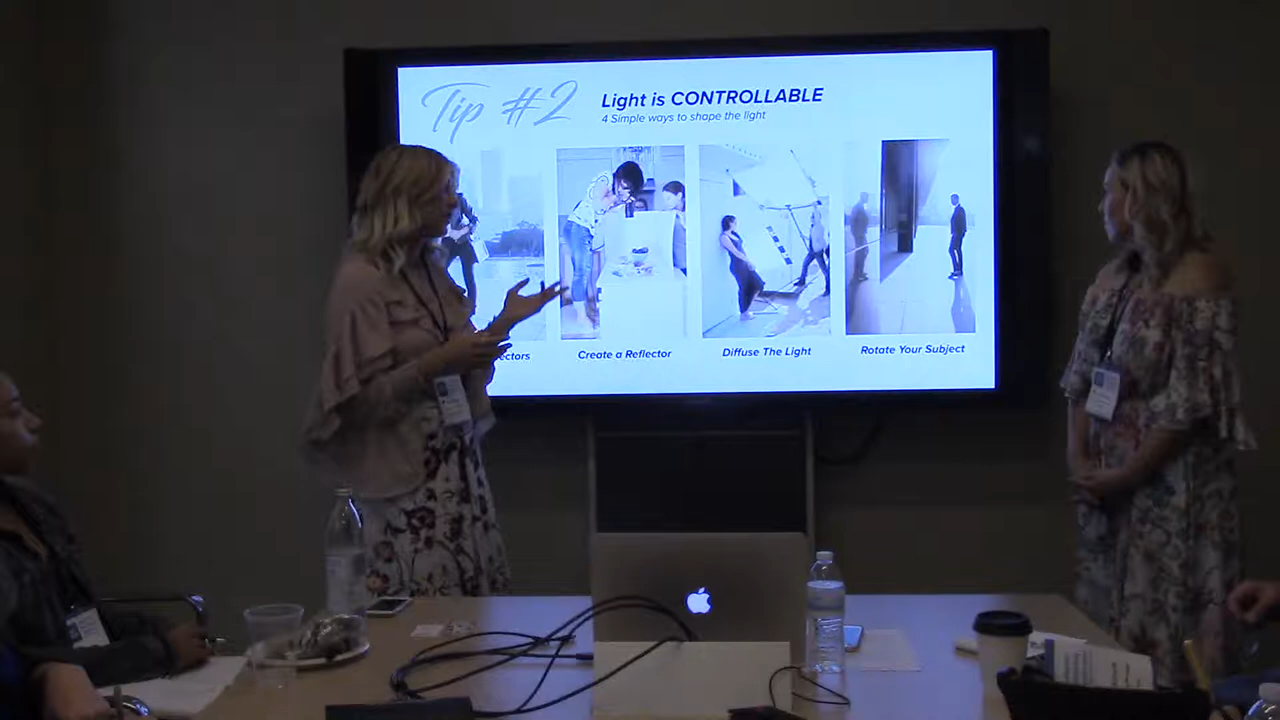 Tip #2
Light is CONTROLLABLE
4 Simple ways to shape the light
Create a Reflector
Diffuse The Light
Rotate Your Subject